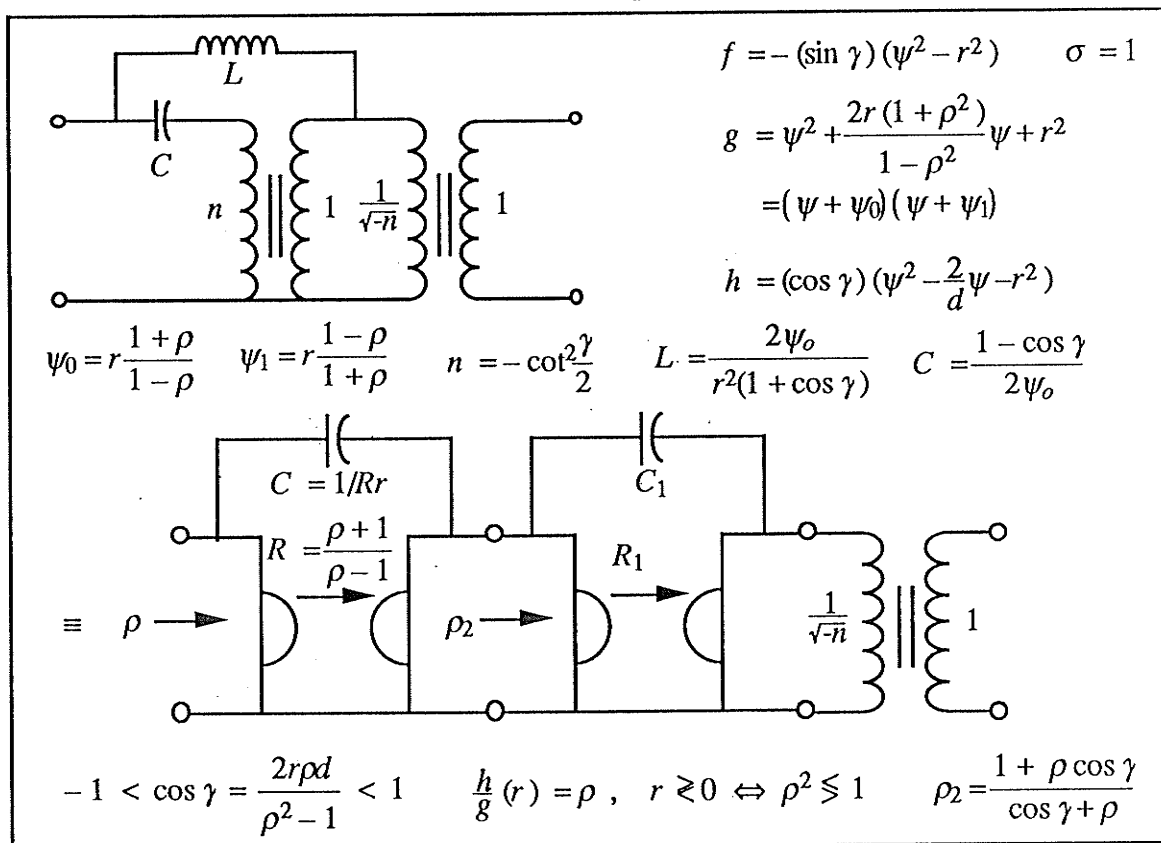 L
C
n
1
1/√-n
1
f = − (sin γ) (ψ² − r²) σ = 1
g = ψ² + 2r (1 + ρ²)/1 − ρ² ψ + r²
= (ψ + ψ₀) (ψ + ψ₁)
h = (cos γ) (ψ² − 2/d ψ − r²)
ψ₀ = r 1 + ρ/1 − ρ ψ₁ = r 1 − ρ/1 + ρ n = − cot² γ/2 L = 2ψₒ/r²(1 + cos γ) C = 1 − cos γ/2ψₒ
C = 1/Rr
C₁
R = ρ + 1/ρ − 1
R₁
≡ ρ
ρ₂
1/√-n
1
− 1 < cos γ = 2rρd/ρ² − 1 < 1 h/g (r) = ρ , r ≷ 0 ⇔ ρ² ≶ 1 ρ₂ = 1 + ρ cos γ/cos γ + ρ